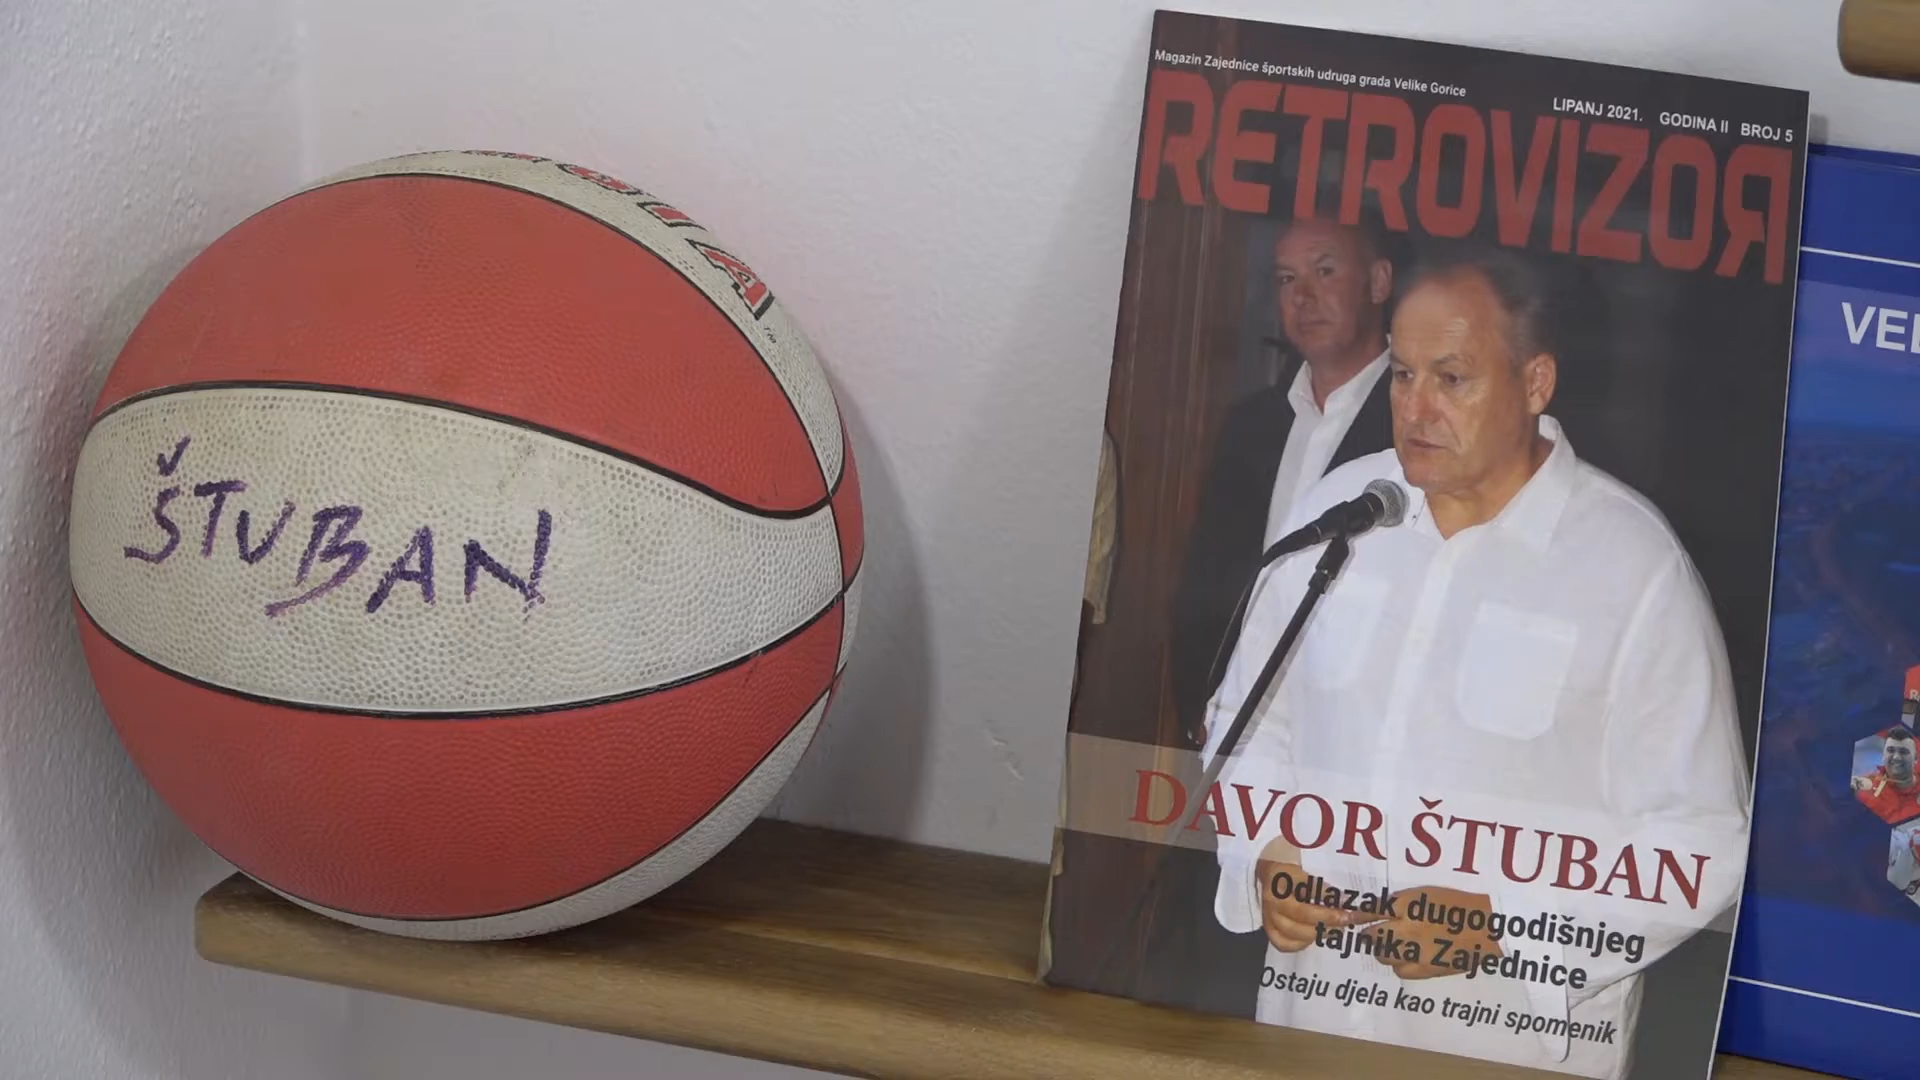 ŠTUBAN
Magazin Zajednice športskih udruga grada Velike Gorice
LIPANJ 2021. GODINA II BROJ 5
RETROVIZOR
DAVOR ŠTUBAN
Odlazak dugogodišnjeg
tajnika Zajednice
Ostaju djela kao trajni spomenik